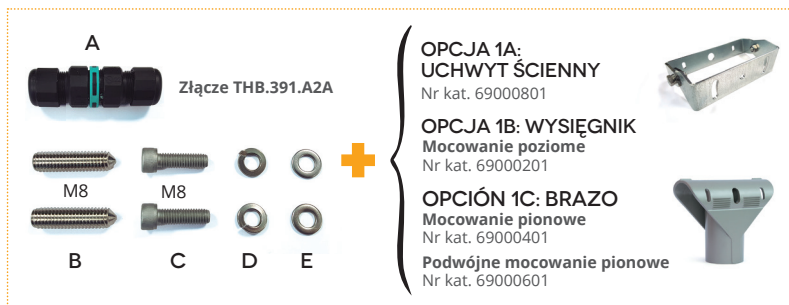 A
Złącze THB.391.A2A
M8
M8
B
C
D
E
OPCJA 1A:
UCHWYT ŚCIENNY
Nr kat. 69000801
OPCJA 1B: WYSIĘGNIK
Mocowanie poziome
Nr kat. 69000201
OPCIÓN 1C: BRAZO
Mocowanie pionowe
Nr kat. 69000401
Podwójne mocowanie pionowe
Nr kat. 69000601